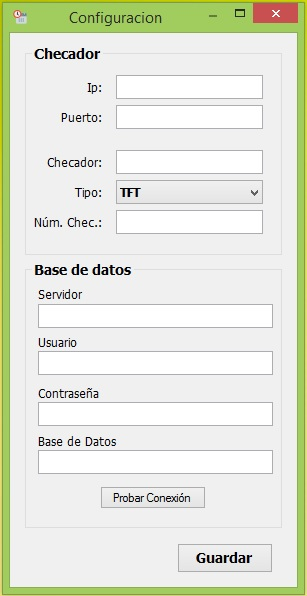 Configuracion
Checador
Ip:
Puerto:
Checador:
Tipo: TFT
Núm. Chec.:
Base de datos
Servidor
Usuario
Contraseña
Base de Datos
Probar Conexión
Guardar